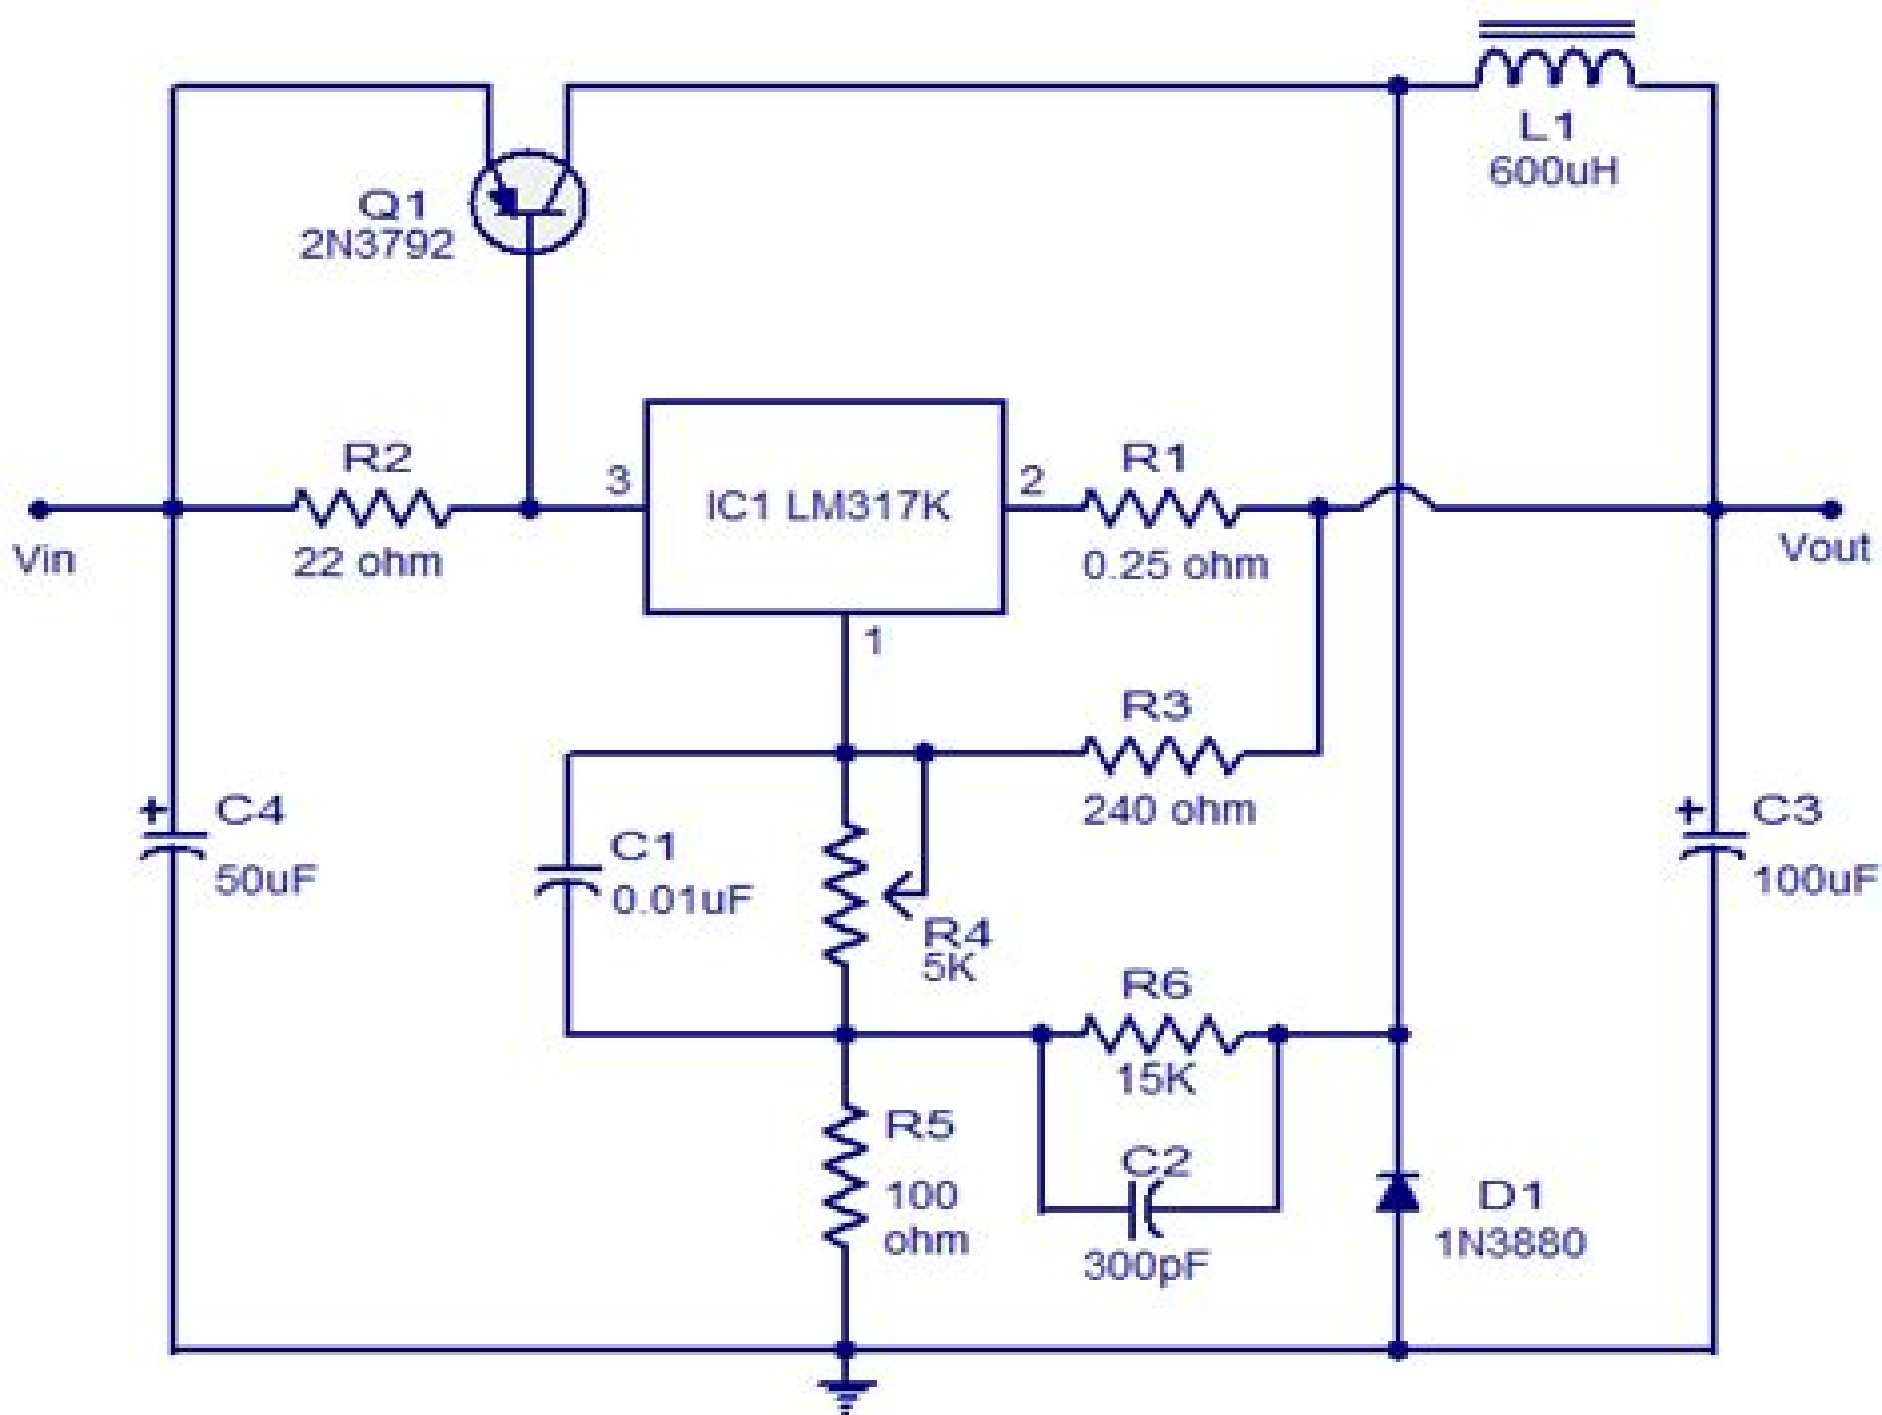 L1
600uH
Q1
2N3792
R2
22 ohm
3
IC1 LM317K
2
R1
0.25 ohm
Vin
Vout
1
R3
240 ohm
+
C4
50uF
C1
0.01uF
R4
5K
+
C3
100uF
R6
15K
R5
100
ohm
C2
300pF
D1
1N3880